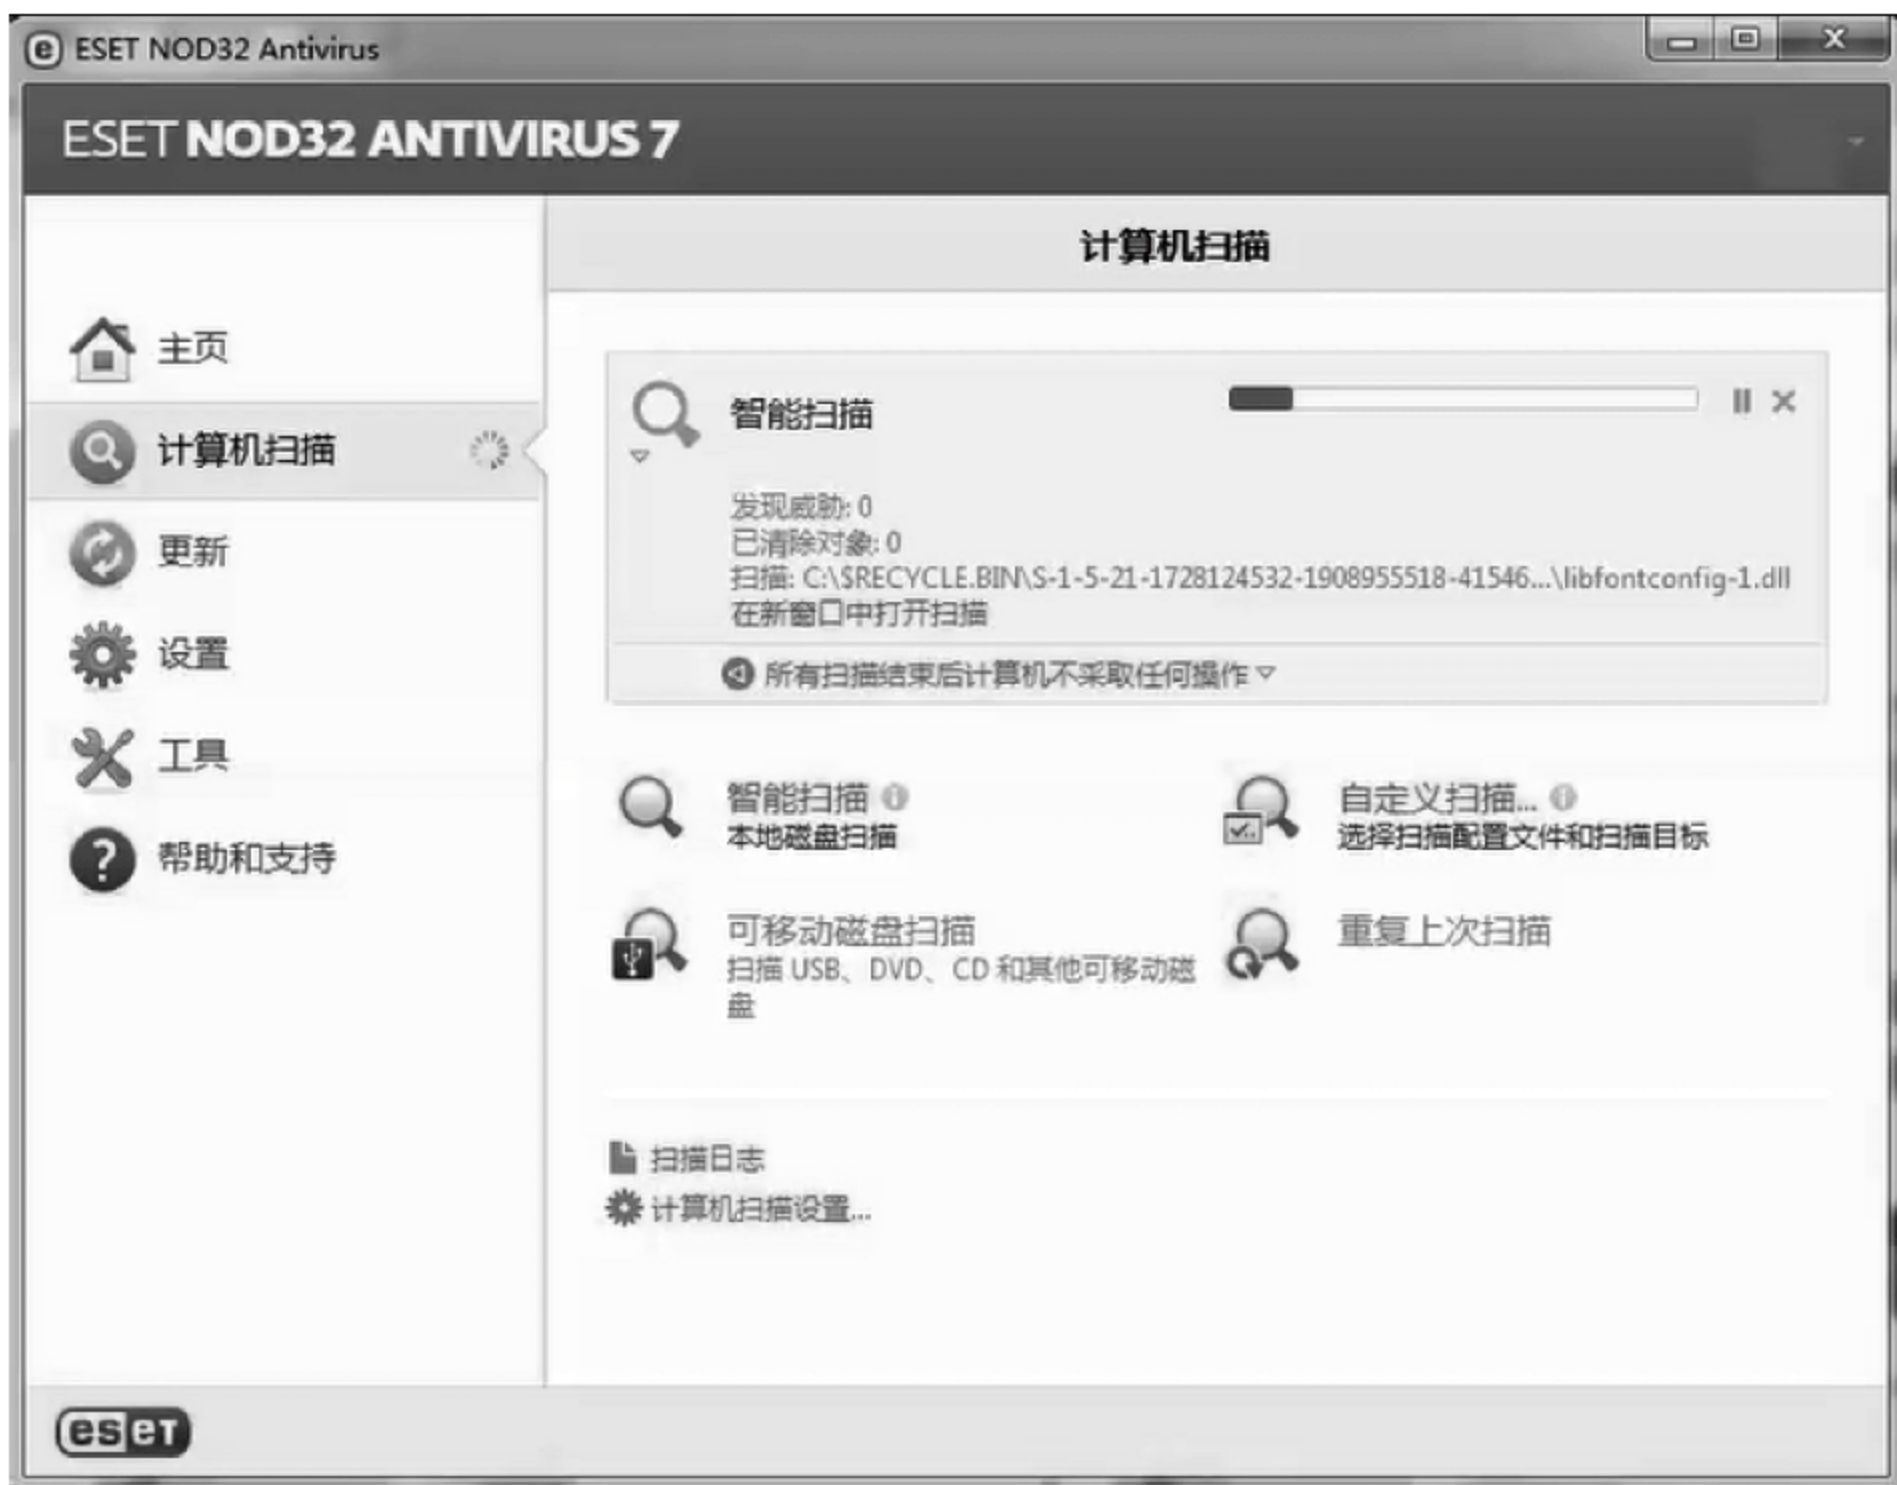 ESET NOD32 Antivirus
ESET NOD32 ANTIVIRUS 7
计算机扫描
主页
计算机扫描
更新
设置
工具
帮助和支持
智能扫描
发现威胁: 0
已清除对象: 0
扫描: C:\$RECYCLE.BIN\S-1-5-21-1728124532-1908955518-41546...\libfontconfig-1.dll
在新窗口中打开扫描
所有扫描结束后计算机不采取任何操作
智能扫描
本地磁盘扫描
自定义扫描...
选择扫描配置文件和扫描目标
可移动磁盘扫描
扫描 USB、DVD、CD 和其他可移动磁
盘
重复上次扫描
扫描日志
计算机扫描设置...
eseT